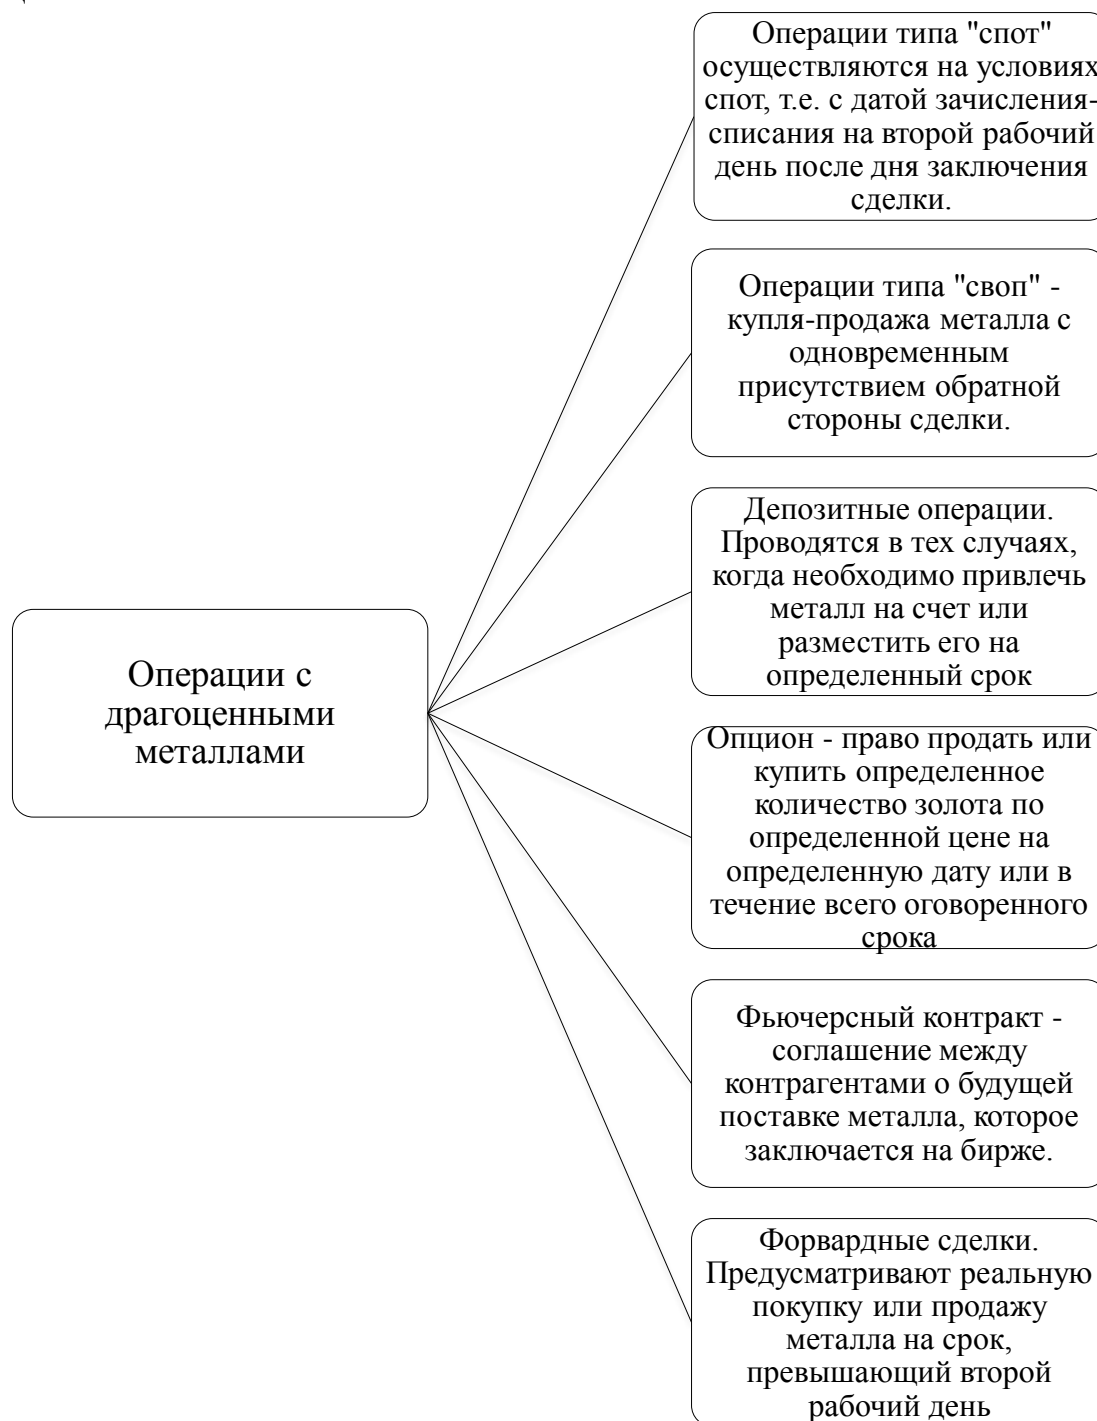 Операции типа "спот"
осуществляются на условиях
спот, т.е. с датой зачисления-
списания на второй рабочий
день после дня заключения
сделки.
Операции типа "своп" -
купля-продажа металла с
одновременным
присутствием обратной
стороны сделки.
Депозитные операции.
Проводятся в тех случаях,
когда необходимо привлечь
металл на счет или
разместить его на
определенный срок
Операции с
драгоценными
металлами
Опцион - право продать или
купить определенное
количество золота по
определенной цене на
определенную дату или в
течение всего оговоренного
срока
Фьючерсный контракт -
соглашение между
контрагентами о будущей
поставке металла, которое
заключается на бирже.
Форвардные сделки.
Предусматривают реальную
покупку или продажу
металла на срок,
превышающий второй
рабочий день